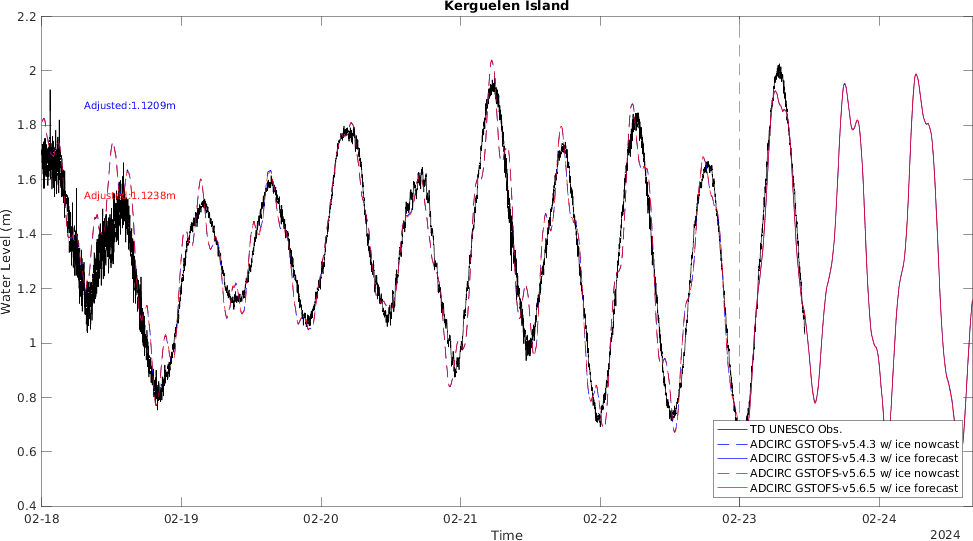 Kerguelen Island
2.2
2
1.8
1.6
1.4
1.2
1
0.8
0.6
0.4
Water Level (m)
Adjusted:1.1209m
Adjusted:1.1238m
TD UNESCO Obs.
ADCIRC GSTOFS-v5.4.3 w/ ice nowcast
ADCIRC GSTOFS-v5.4.3 w/ ice forecast
ADCIRC GSTOFS-v5.6.5 w/ ice nowcast
ADCIRC GSTOFS-v5.6.5 w/ ice forecast
02-18 02-19 02-20 02-21 02-22 02-23 02-24
Time
2024